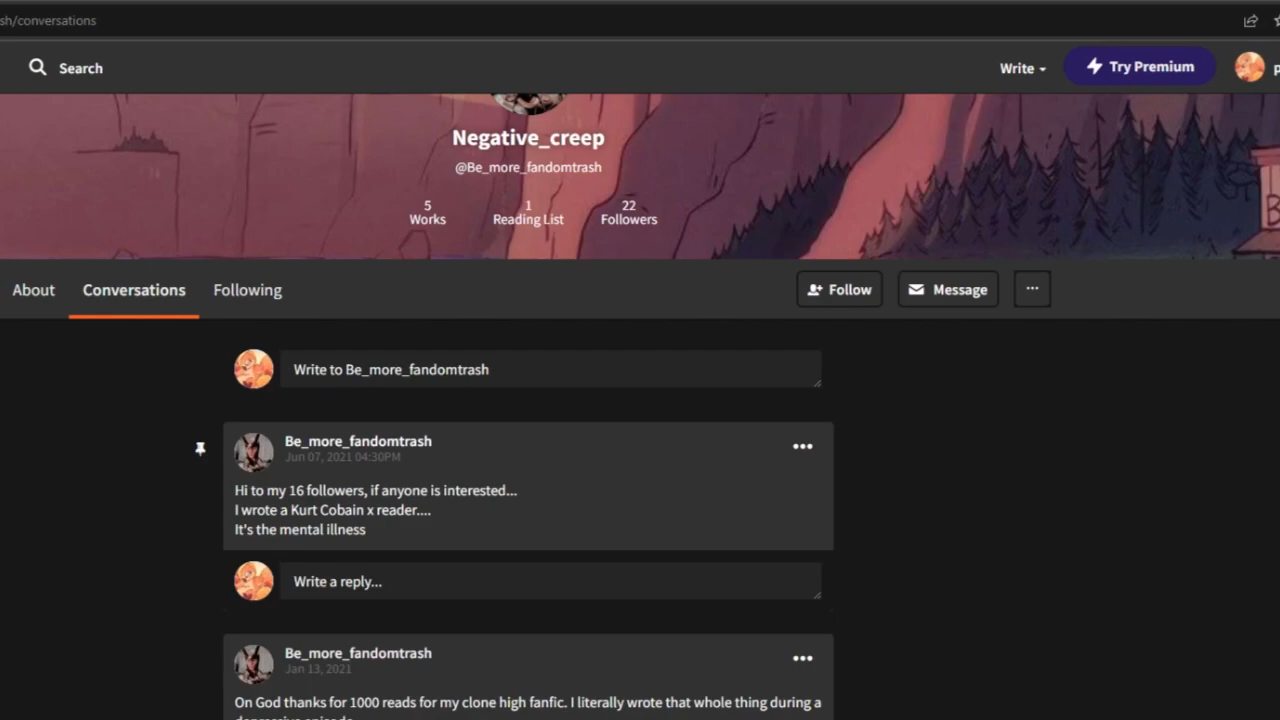 sh/conversations
Search
Write
Try Premium
Negative_creep
@Be_more_fandomtrash
5 1 22
Works Reading List Followers
About Conversations Following
Follow Message ...
Write to Be_more_fandomtrash
Be_more_fandomtrash
Jun 07, 2021 04:30PM
Hi to my 16 followers, if anyone is interested...
I wrote a Kurt Cobain x reader....
It's the mental illness
Write a reply...
Be_more_fandomtrash
Jan 13, 2021
On God thanks for 1000 reads for my clone high fanfic. I literally wrote that whole thing during a